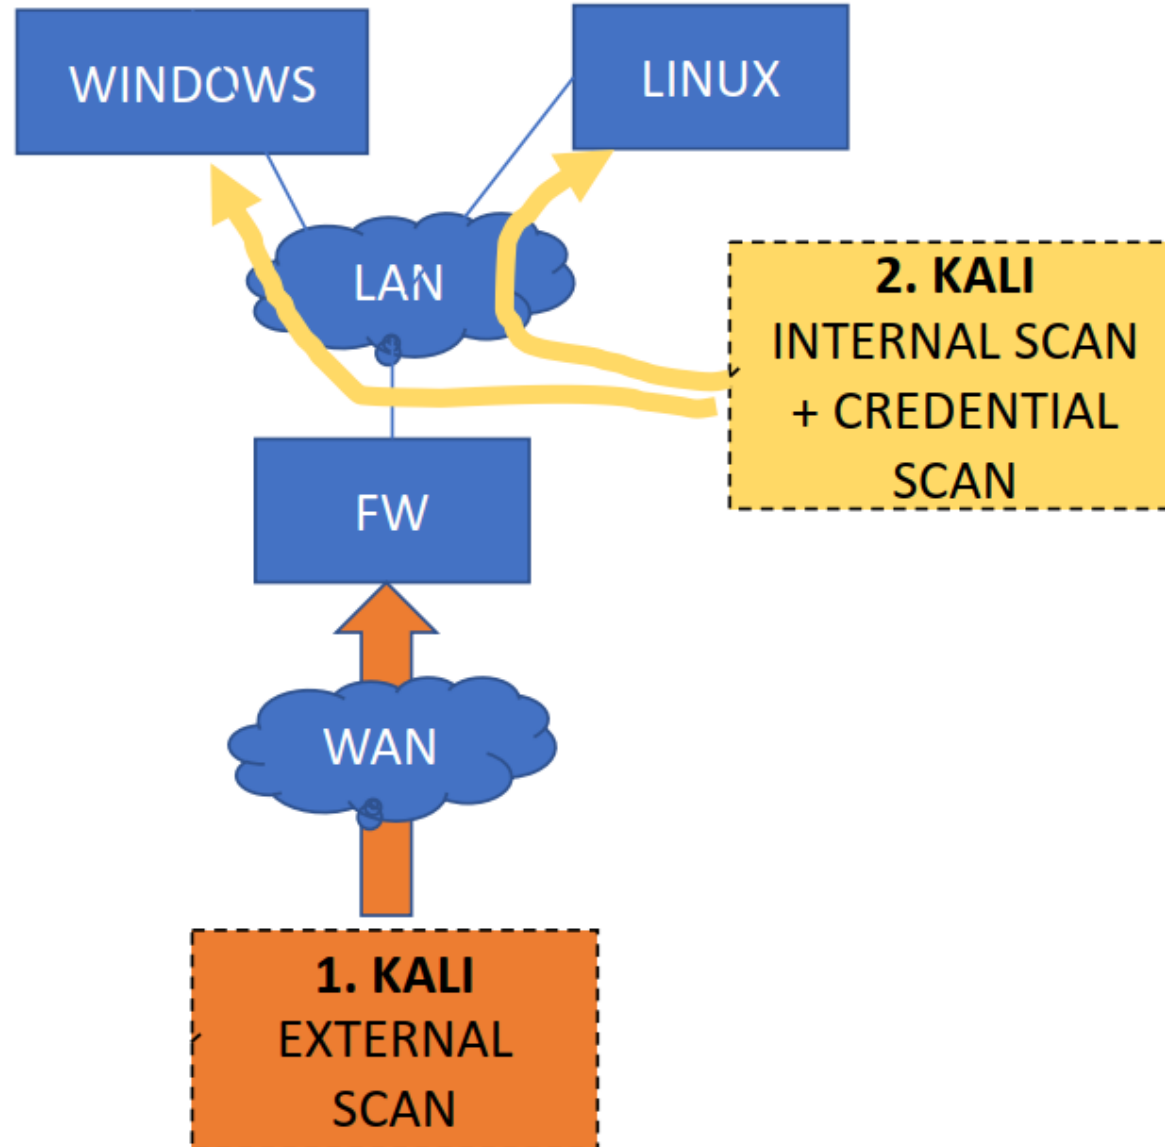 WINDOWS
LINUX
LAN
2. KALI
INTERNAL SCAN
+ CREDENTIAL
SCAN
FW
WAN
1. KALI
EXTERNAL
SCAN